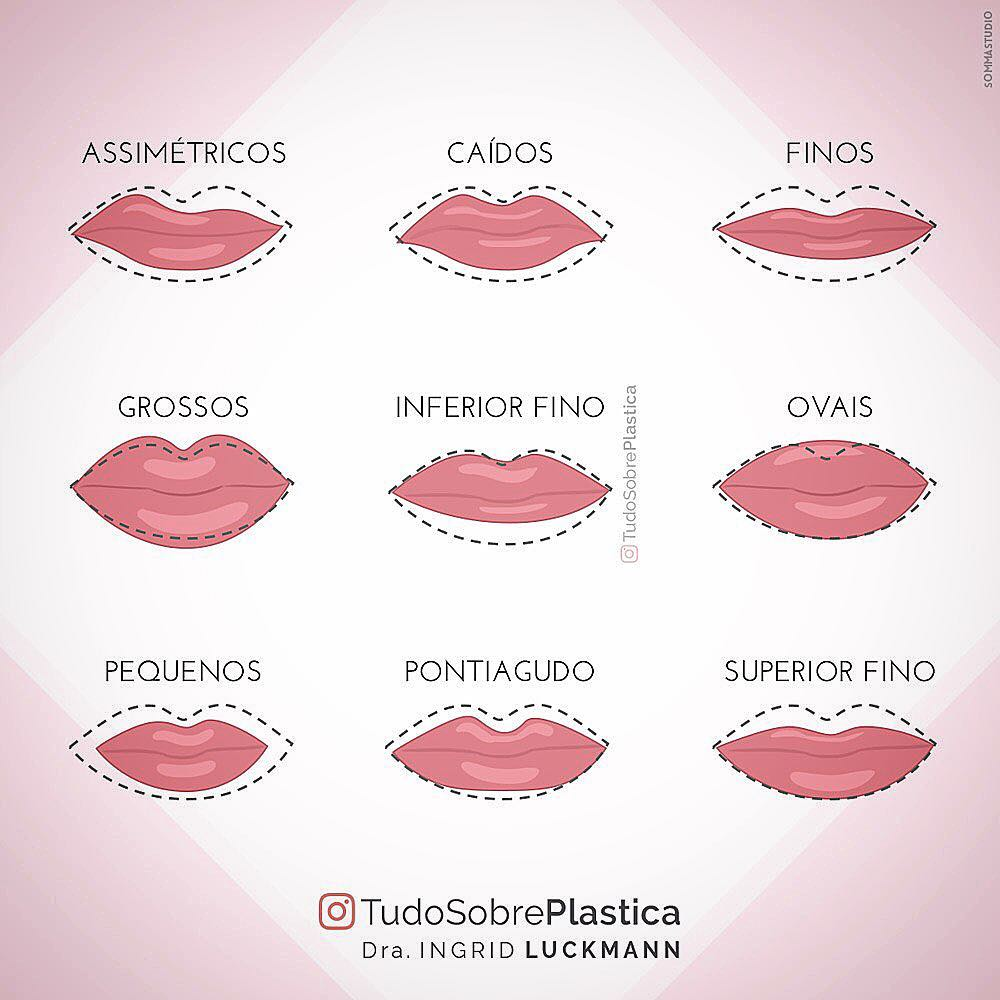 SOMMASTUDIO
ASSIMÉTRICOS
CAÍDOS
FINOS
GROSSOS
INFERIOR FINO
OVAIS
TudoSobrePlastica
PEQUENOS
PONTIAGUDO
SUPERIOR FINO
TudoSobrePlastica
Dra. INGRID LUCKMANN